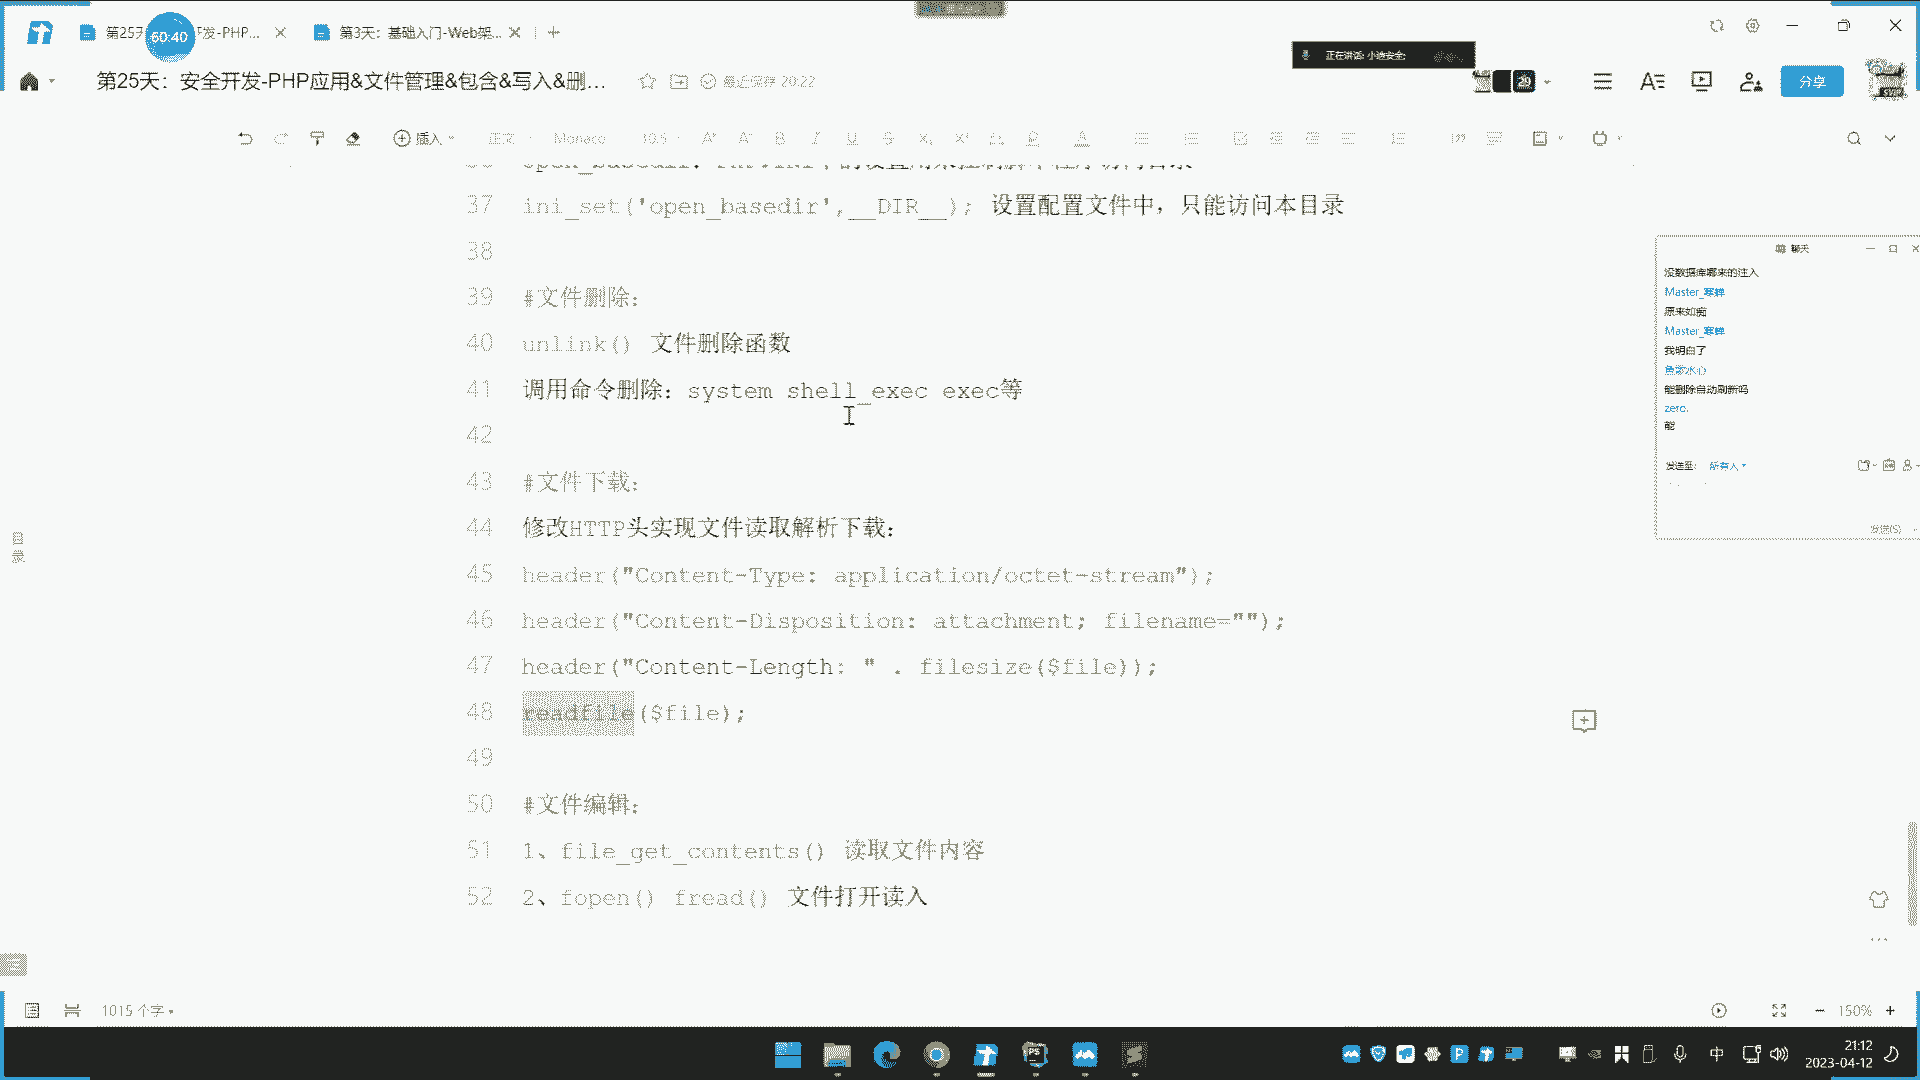 第25天 发-PHP...
60:40
第3天：基础入门-Web架...
正在讲话: 小迪安全;
第25天：安全开发-PHP应用&文件管理&包含&写入&删...
最近保存 20:22
29
分享
插入
正文
Monaco
10.5
37 ini_set('open_basedir',__DIR__); 设置配置文件中，只能访问本目录
38
39 #文件删除：
40 unlink() 文件删除函数
41 调用命令删除：system shell_exec exec等
42
43 #文件下载：
44 修改HTTP头实现文件读取解析下载：
45 header("Content-Type: application/octet-stream");
46 header("Content-Disposition: attachment; filename="");
47 header("Content-Length: " . filesize($file));
48 readfile($file);
49
50 #文件编辑：
51 1、file_get_contents() 读取文件内容
52 2、fopen() fread() 文件打开读入
聊天
没数据库哪来的注入
Master_寒蝉
原来如痴
Master_寒蝉
我明白了
能删除自动刷新吗
zero.
能
发送至: 所有人
发送(S)
目录
1015 个字
150%
中
21:12
2023-04-12